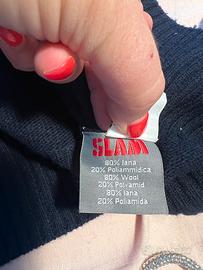 SLAM
80% lana
20% Poliammidica
80% Wool
20% Polyamid
80% lana
20% Poliamida